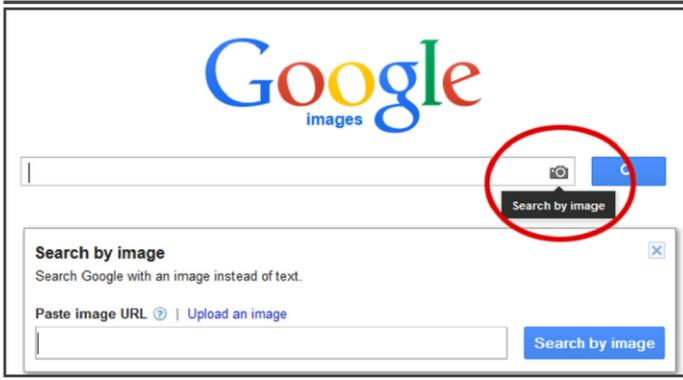 Google
images
Search by image
Search by image
Search Google with an image instead of text.
Paste image URL ? | Upload an image
Search by image